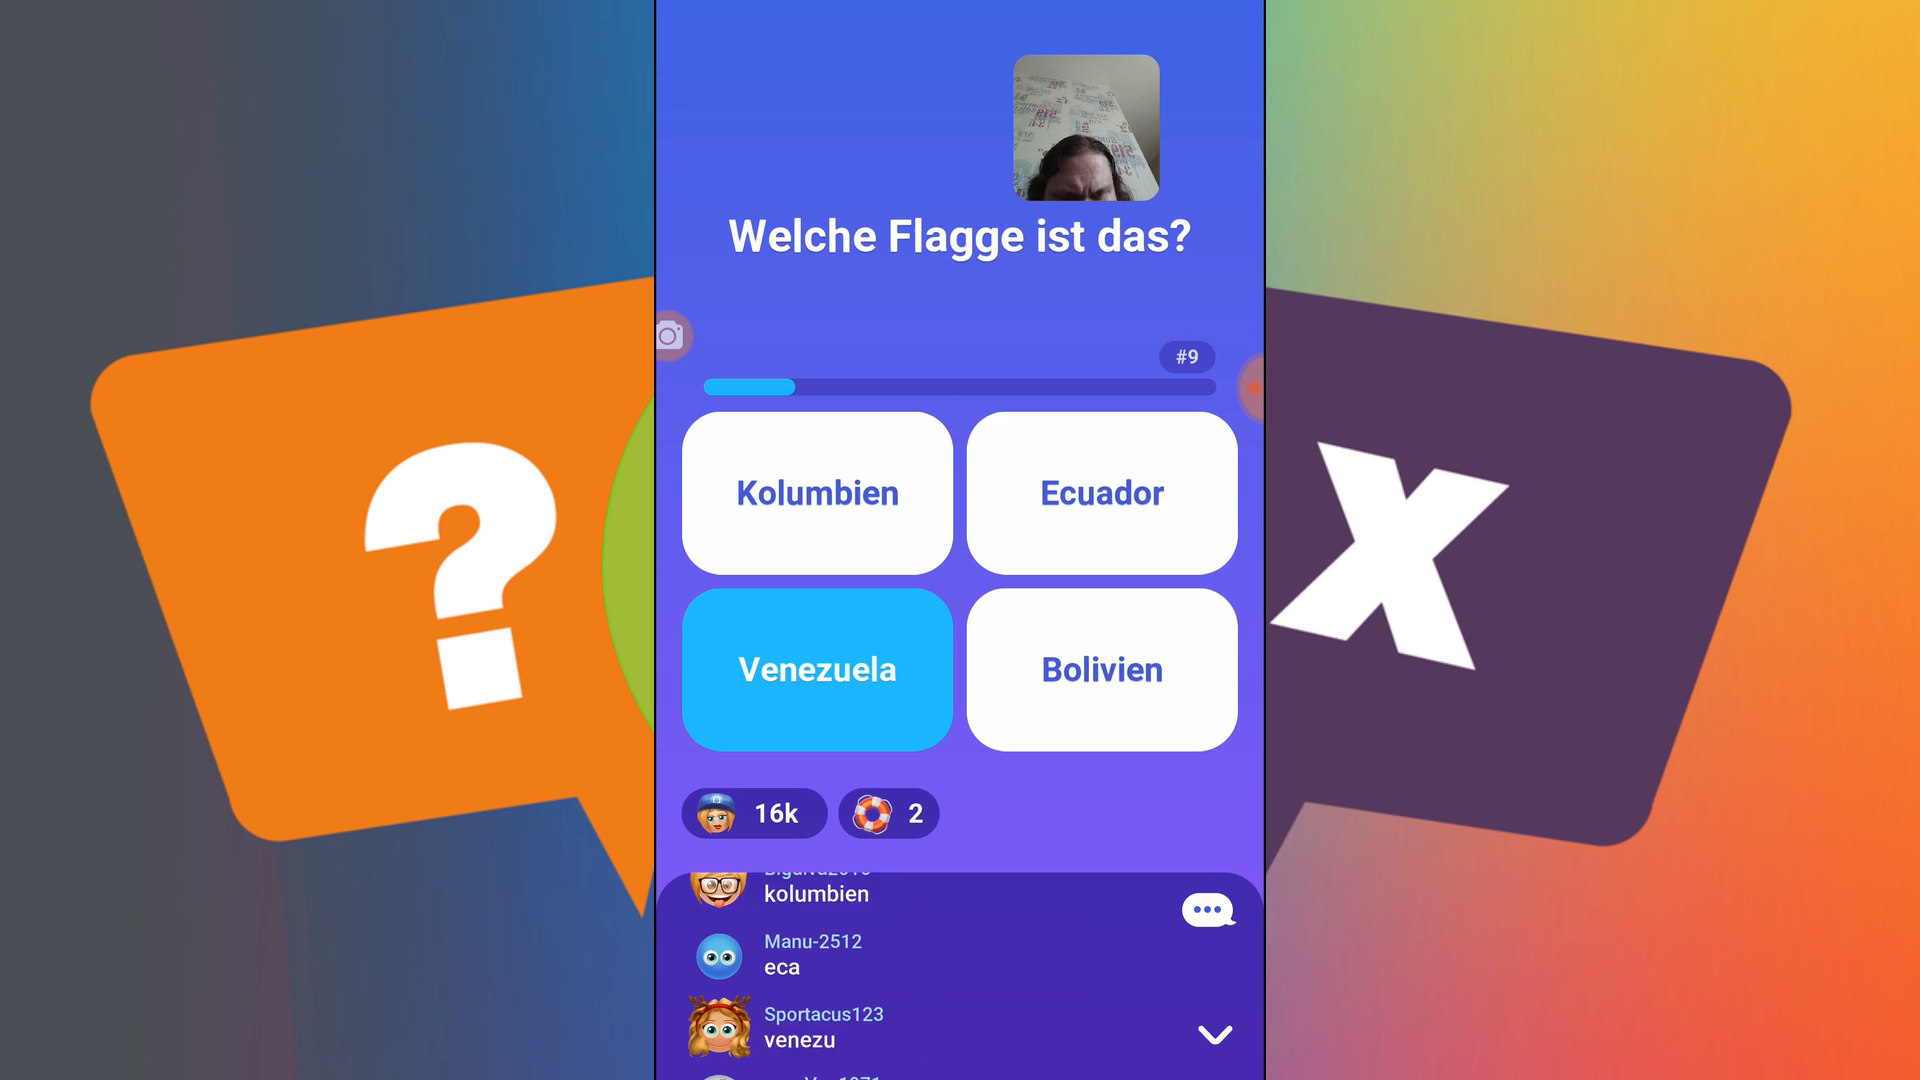 Welche Flagge ist das?
#9
Kolumbien
Ecuador
Venezuela
Bolivien
16k
2
kolumbien
Manu-2512
eca
Sportacus123
venezu
?
X